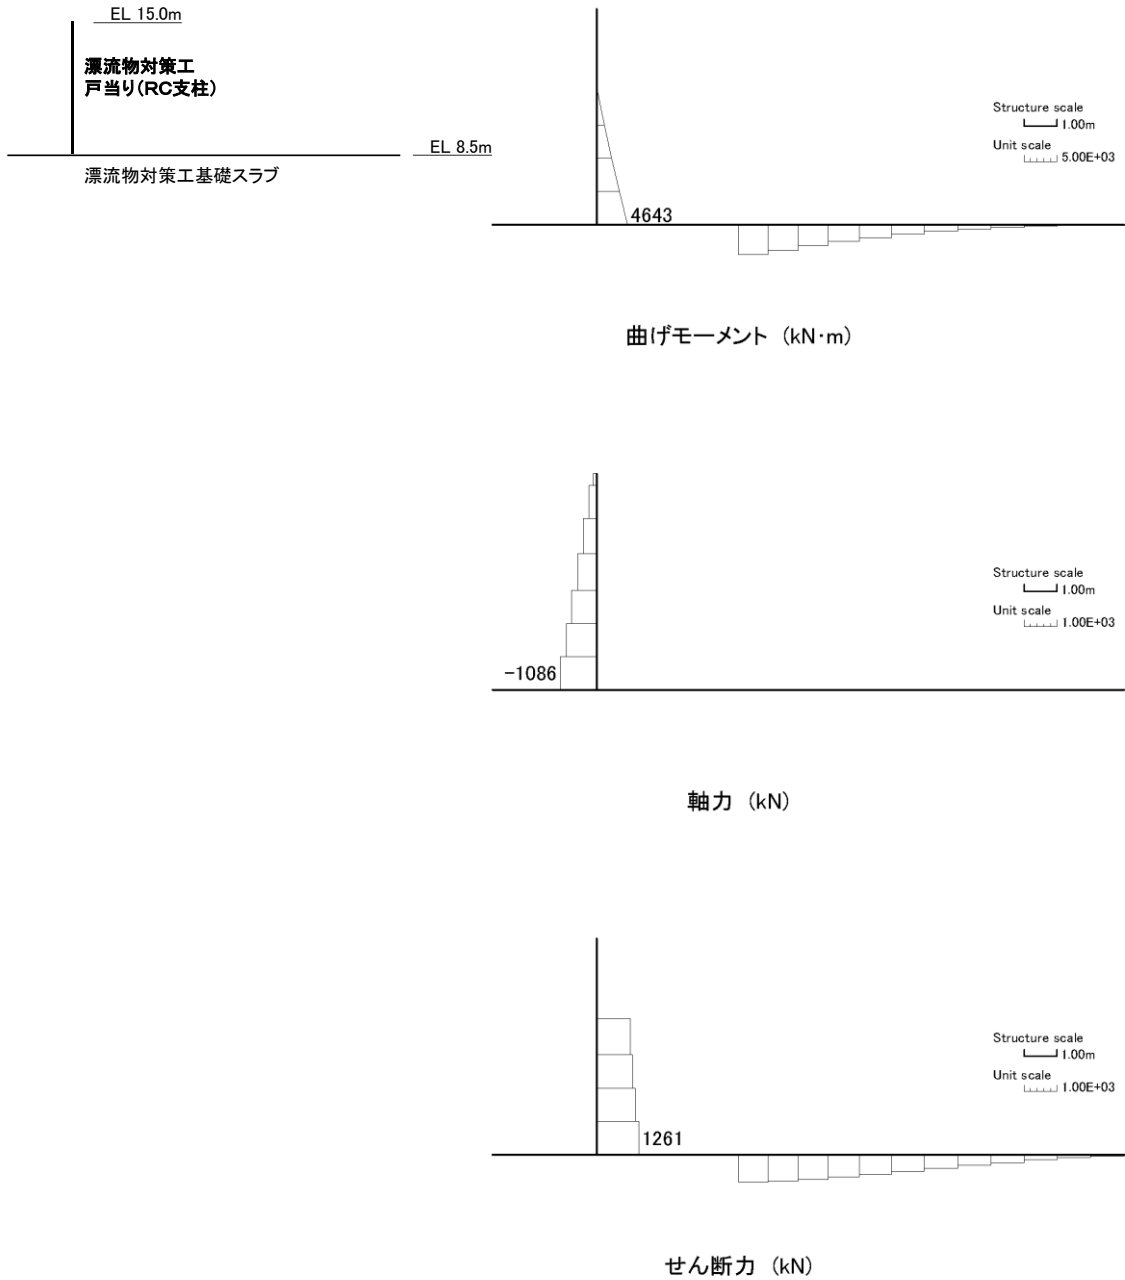 EL 15.0m
漂流物対策工
戸当り(RC支柱)
EL 8.5m
漂流物対策工基礎スラブ
Structure scale
1.00m
Unit scale
5.00E+03
4643
曲げモーメント (kN·m)
Structure scale
1.00m
Unit scale
1.00E+03
-1086
軸力 (kN)
Structure scale
1.00m
Unit scale
1.00E+03
1261
せん断力 (kN)